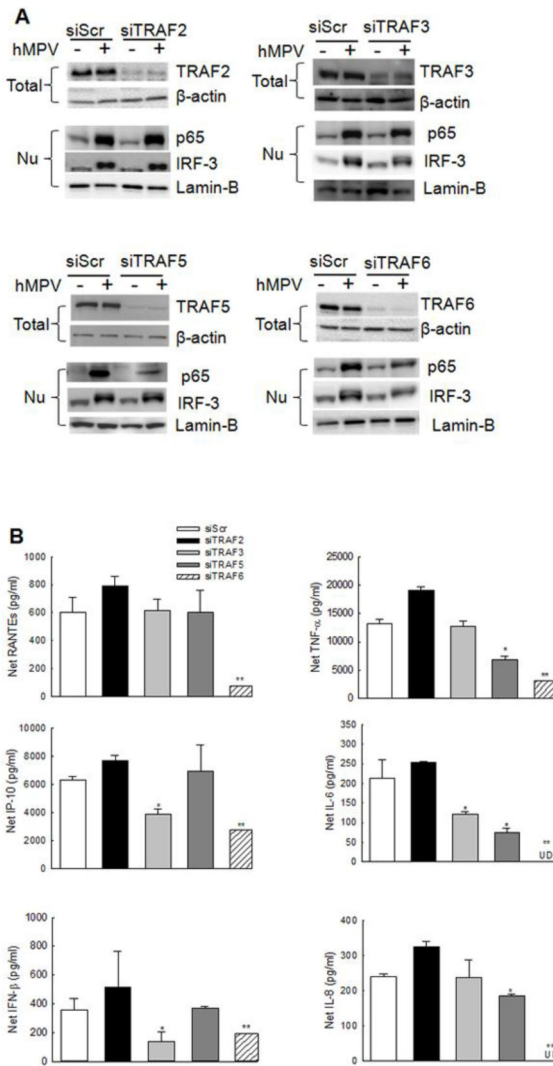 A
siScr siTRAF2
hMPV - + - +
Total TRAF2
β-actin
Nu p65
IRF-3
Lamin-B
siScr siTRAF3
hMPV - + - +
Total TRAF3
β-actin
Nu p65
IRF-3
Lamin-B
siScr siTRAF5
hMPV - + - +
Total TRAF5
β-actin
Nu p65
IRF-3
Lamin-B
siScr siTRAF6
hMPV - + - +
Total TRAF6
β-actin
Nu p65
IRF-3
Lamin-B
B
siScr
siTRAF2
siTRAF3
siTRAF5
siTRAF6
Net RANTEs (pg/ml)
1000
800
600
400
200
0
**
Net TNF-α (pg/ml)
25000
20000
15000
10000
5000
0
*
**
Net IP-10 (pg/ml)
10000
8000
6000
4000
2000
0
*
**
Net IL-6 (pg/ml)
350
300
250
200
150
100
50
0
*
*
**
UD
Net IFN-β (pg/ml)
1000
800
600
400
200
0
*
**
Net IL-8 (pg/ml)
400
300
200
100
0
*
**